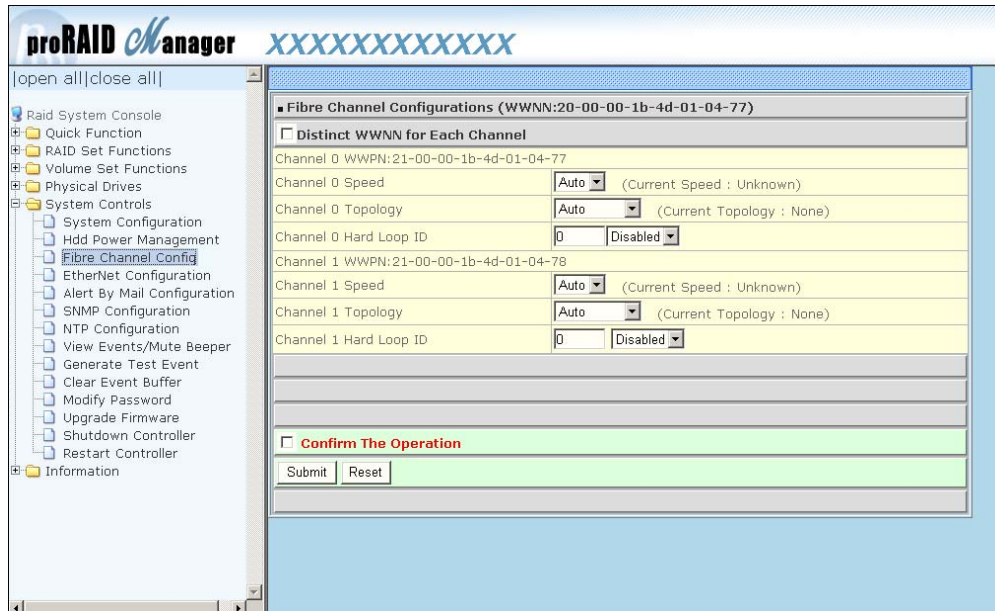 proRAID Manager XXXXXXXXXXXX
|open all|close all|
Raid System Console
Quick Function
RAID Set Functions
Volume Set Functions
Physical Drives
System Controls
System Configuration
Hdd Power Management
Fibre Channel Config
EtherNet Configuration
Alert By Mail Configuration
SNMP Configuration
NTP Configuration
View Events/Mute Beeper
Generate Test Event
Clear Event Buffer
Modify Password
Upgrade Firmware
Shutdown Controller
Restart Controller
Information
Fibre Channel Configurations (WWNN:20-00-00-1b-4d-01-04-77)
Distinct WWNN for Each Channel
Channel 0 WWPN:21-00-00-1b-4d-01-04-77
Channel 0 Speed Auto (Current Speed : Unknown)
Channel 0 Topology Auto (Current Topology : None)
Channel 0 Hard Loop ID 0 Disabled
Channel 1 WWPN:21-00-00-1b-4d-01-04-78
Channel 1 Speed Auto (Current Speed : Unknown)
Channel 1 Topology Auto (Current Topology : None)
Channel 1 Hard Loop ID 0 Disabled
Confirm The Operation
Submit Reset